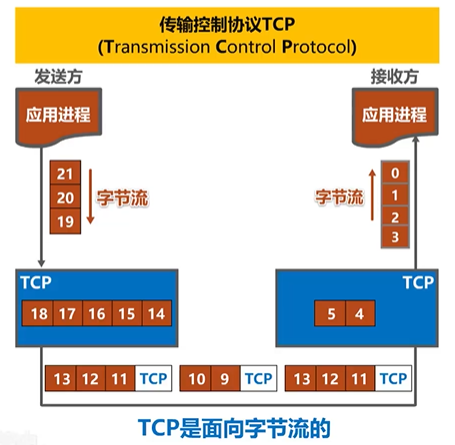 传输控制协议TCP
(Transmission Control Protocol)
发送方
接收方
应用进程
应用进程
21
20
19
字节流
字节流
0
1
2
3
TCP
18 17 16 15 14
TCP
5 4
13 12 11 TCP
10 9 TCP
13 12 11 TCP
TCP是面向字节流的